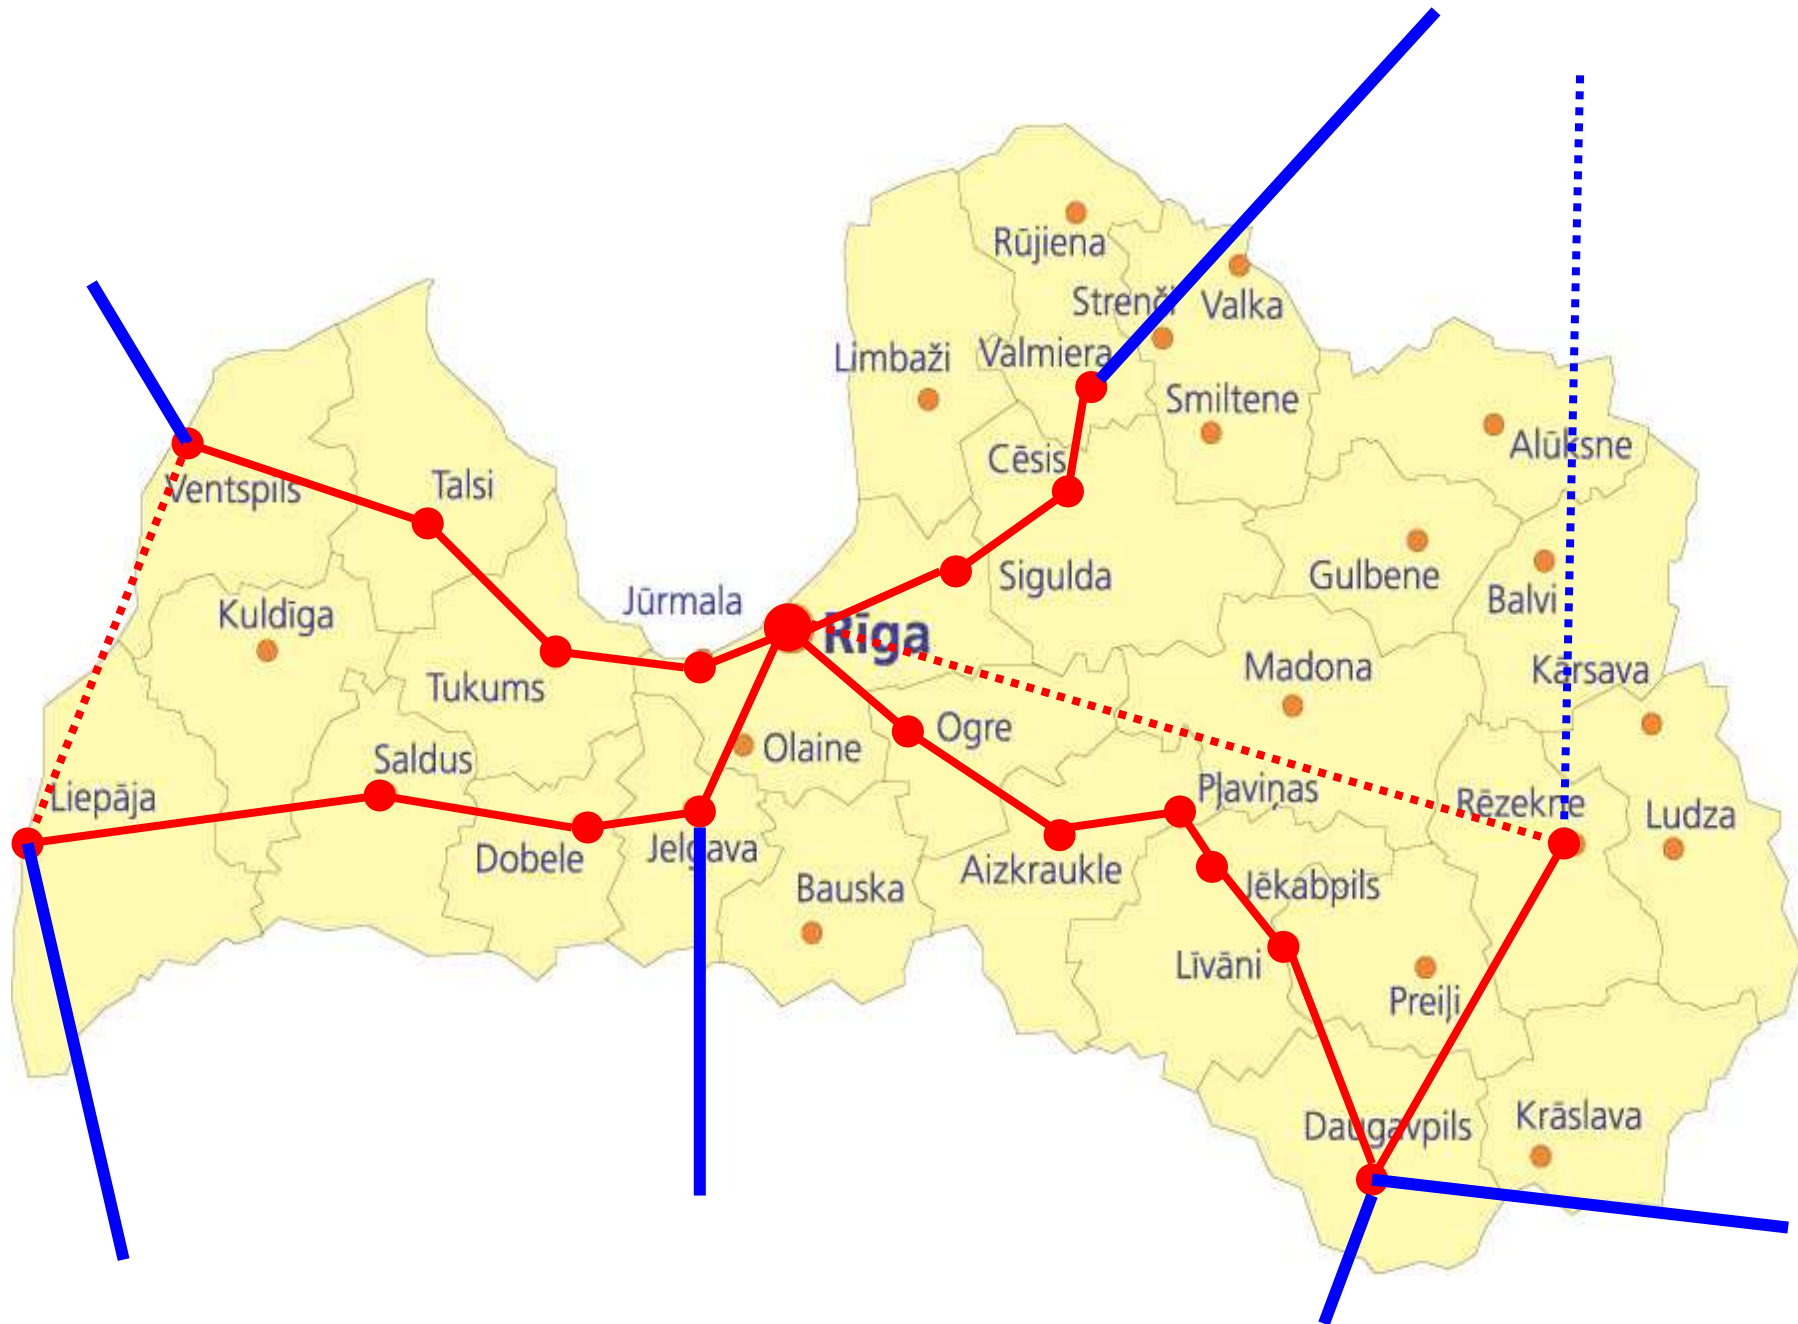 Rūjiena
Strenči
Valka
Limbaži
Valmiera
Smiltene
Alūksne
Cēsis
Ventspils
Talsi
Sigulda
Gulbene
Balvi
Jūrmala
Kuldīga
Rīga
Kārsava
Madona
Tukums
Ogre
Olaine
Saldus
Pļaviņas
Liepāja
Rēzekne
Ludza
Jelgava
Dobele
Aizkraukle
Jēkabpils
Bauska
Līvāni
Preiļi
Krāslava
Daugavpils